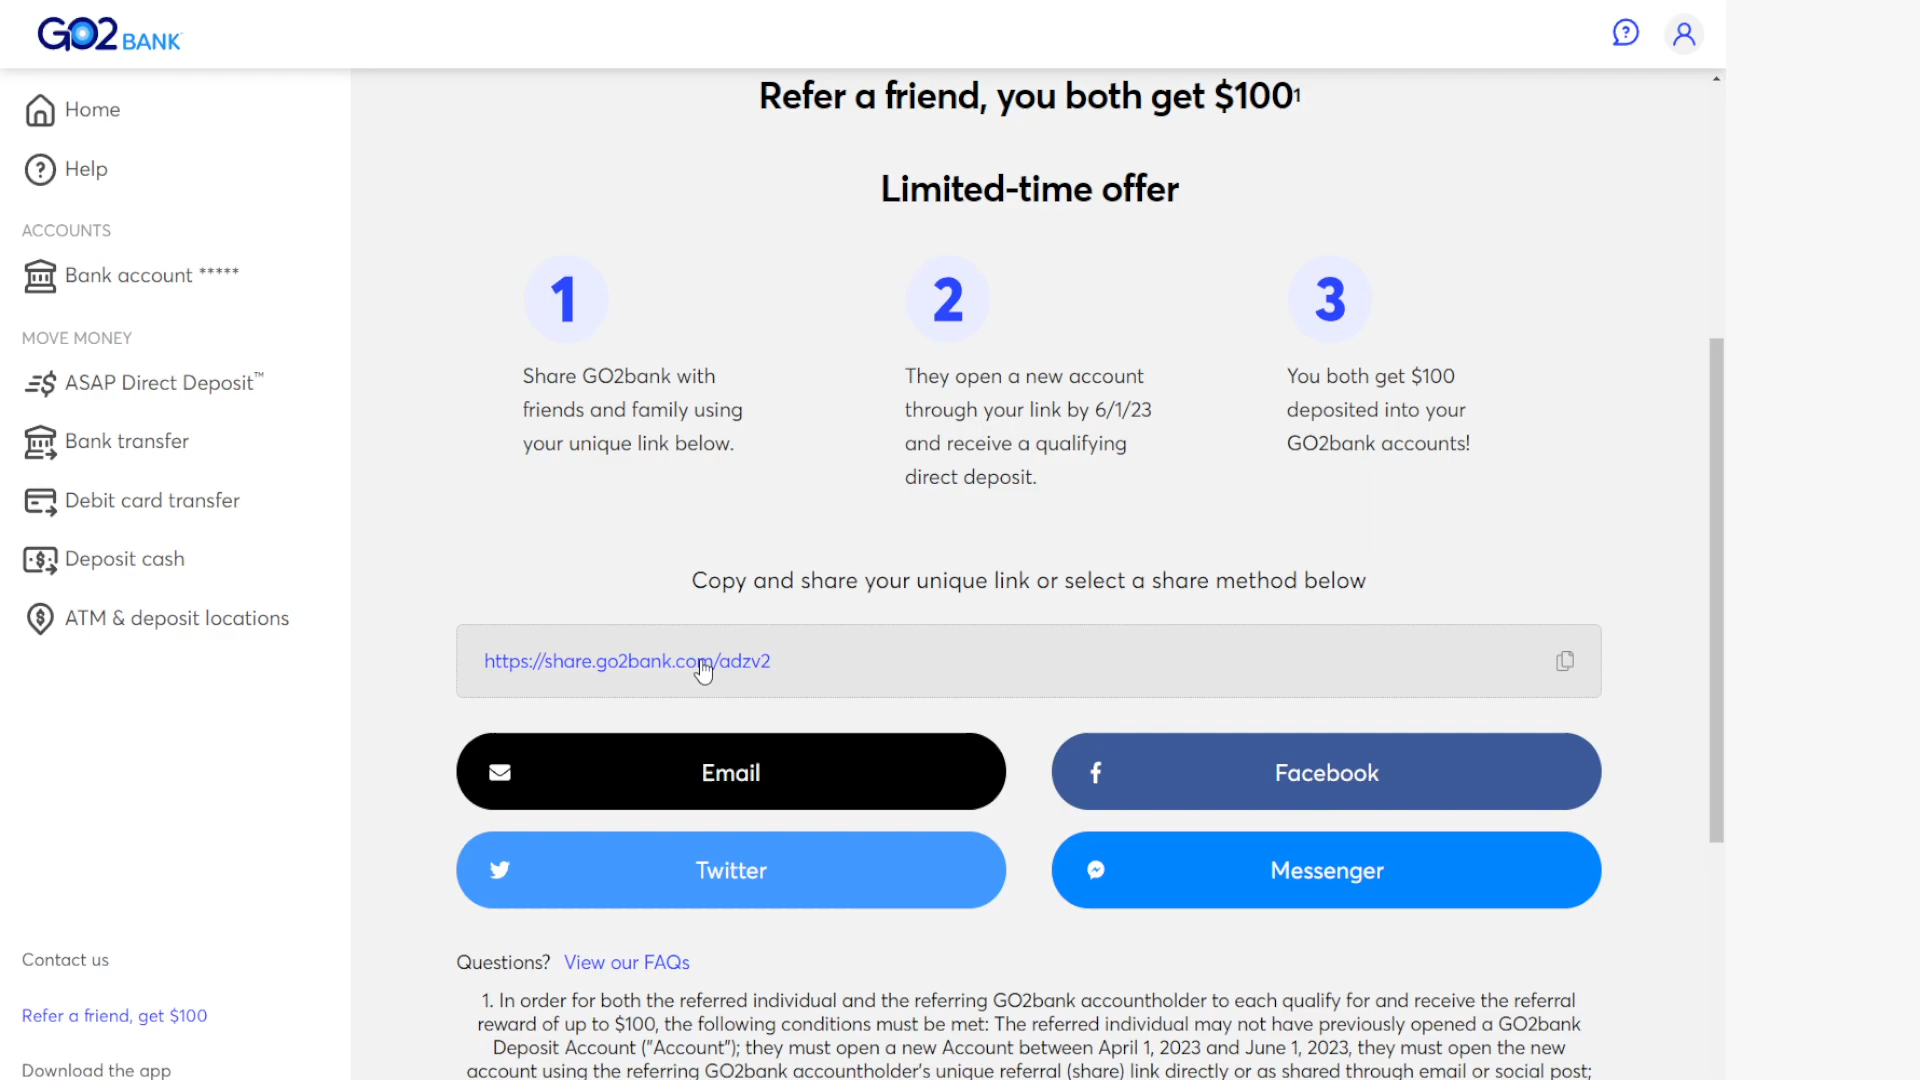 GO2 BANK
Home
Help
ACCOUNTS
Bank account *****
MOVE MONEY
ASAP Direct Deposit™
Bank transfer
Debit card transfer
Deposit cash
ATM & deposit locations
Contact us
Refer a friend, get $100
Download the app
Refer a friend, you both get $100¹
Limited-time offer
1
Share GO2bank with
friends and family using
your unique link below.
2
They open a new account
through your link by 6/1/23
and receive a qualifying
direct deposit.
3
You both get $100
deposited into your
GO2bank accounts!
Copy and share your unique link or select a share method below
https://share.go2bank.com/adzv2
Email
Facebook
Twitter
Messenger
Questions? View our FAQs
1. In order for both the referred individual and the referring GO2bank accountholder to each qualify for and receive the referral
reward of up to $100, the following conditions must be met: The referred individual may not have previously opened a GO2bank
Deposit Account ("Account"); they must open a new Account between April 1, 2023 and June 1, 2023, they must open the new
account using the referring GO2bank accountholder's unique referral (share) link directly or as shared through email or social post;